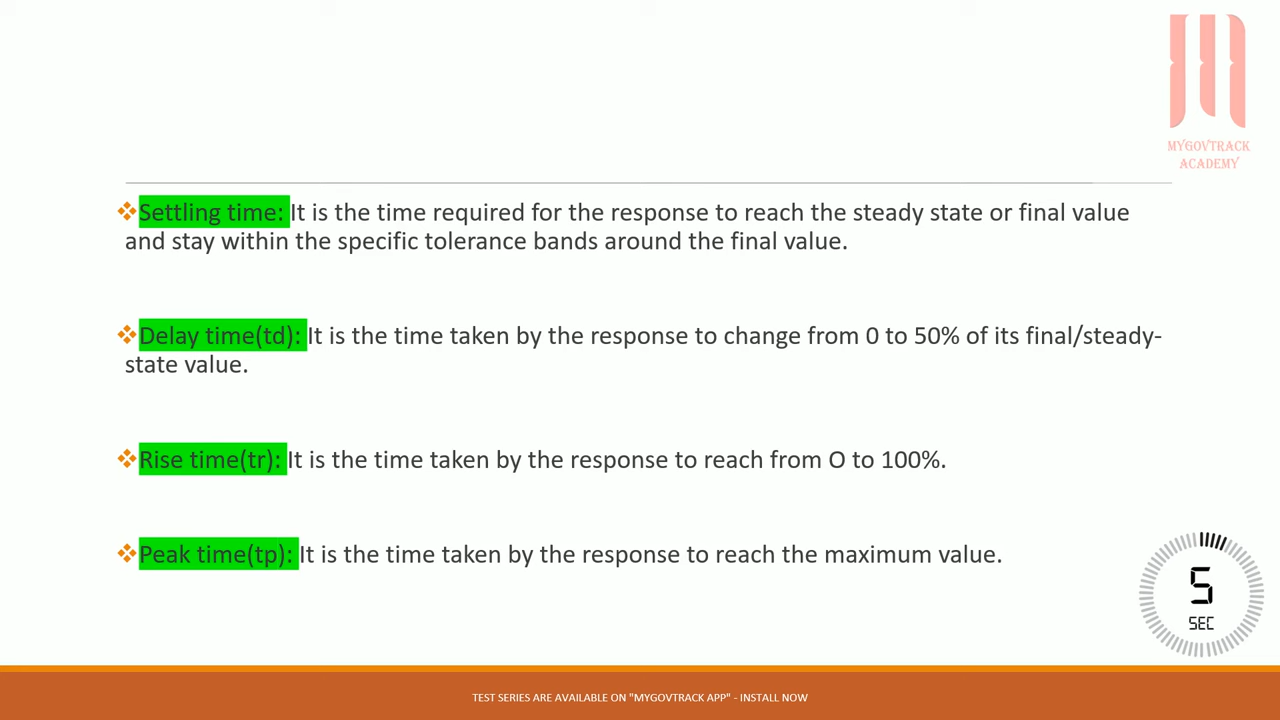 MYGOVTRACK
ACADEMY
Settling time: It is the time required for the response to reach the steady state or final value
and stay within the specific tolerance bands around the final value.
Delay time(td): It is the time taken by the response to change from 0 to 50% of its final/steady-
state value.
Rise time(tr): It is the time taken by the response to reach from O to 100%.
Peak time(tp): It is the time taken by the response to reach the maximum value.
5
SEC
TEST SERIES ARE AVAILABLE ON "MYGOVTRACK APP" - INSTALL NOW